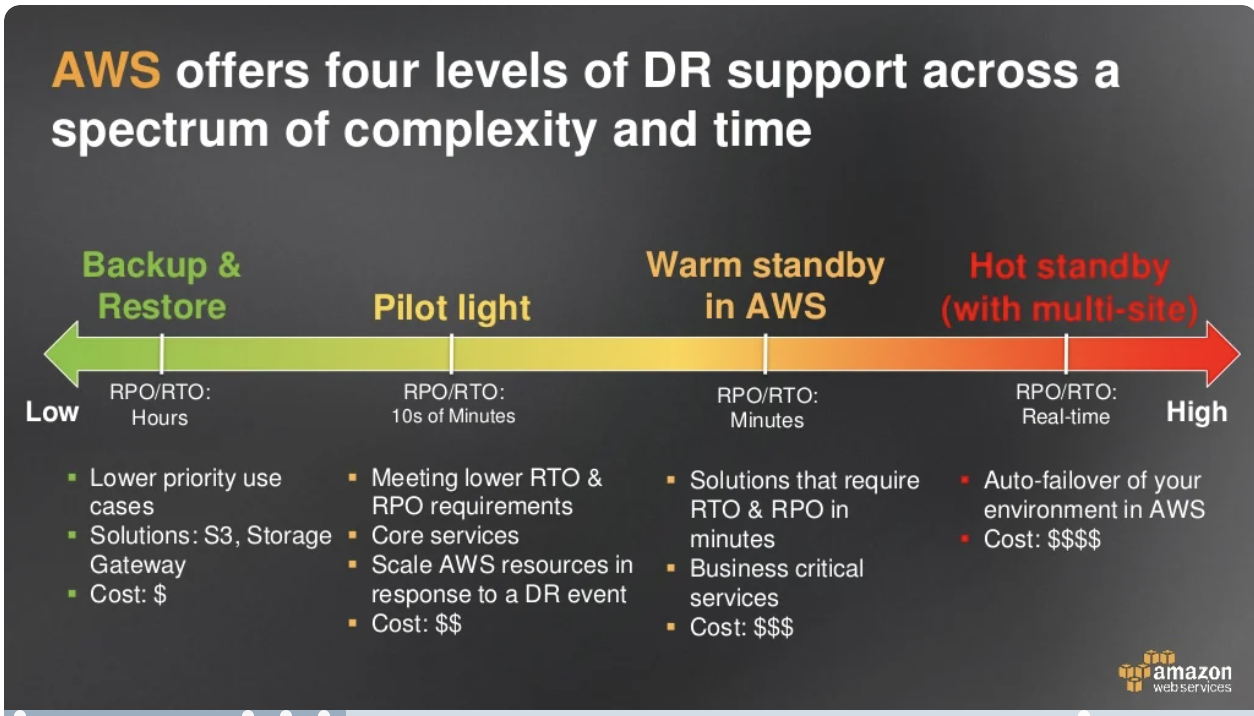 AWS offers four levels of DR support across a
spectrum of complexity and time
Backup &
Restore
Pilot light
Warm standby
in AWS
Hot standby
(with multi-site)
Low
RPO/RTO:
Hours
RPO/RTO:
10s of Minutes
RPO/RTO:
Minutes
RPO/RTO:
Real-time
High
▪ Lower priority use
cases
▪ Solutions: S3, Storage
Gateway
▪ Cost: $
▪ Meeting lower RTO &
RPO requirements
▪ Core services
▪ Scale AWS resources in
response to a DR event
▪ Cost: $$
▪ Solutions that require
RTO & RPO in
minutes
▪ Business critical
services
▪ Cost: $$$
▪ Auto-failover of your
environment in AWS
▪ Cost: $$$$
amazon
webservices